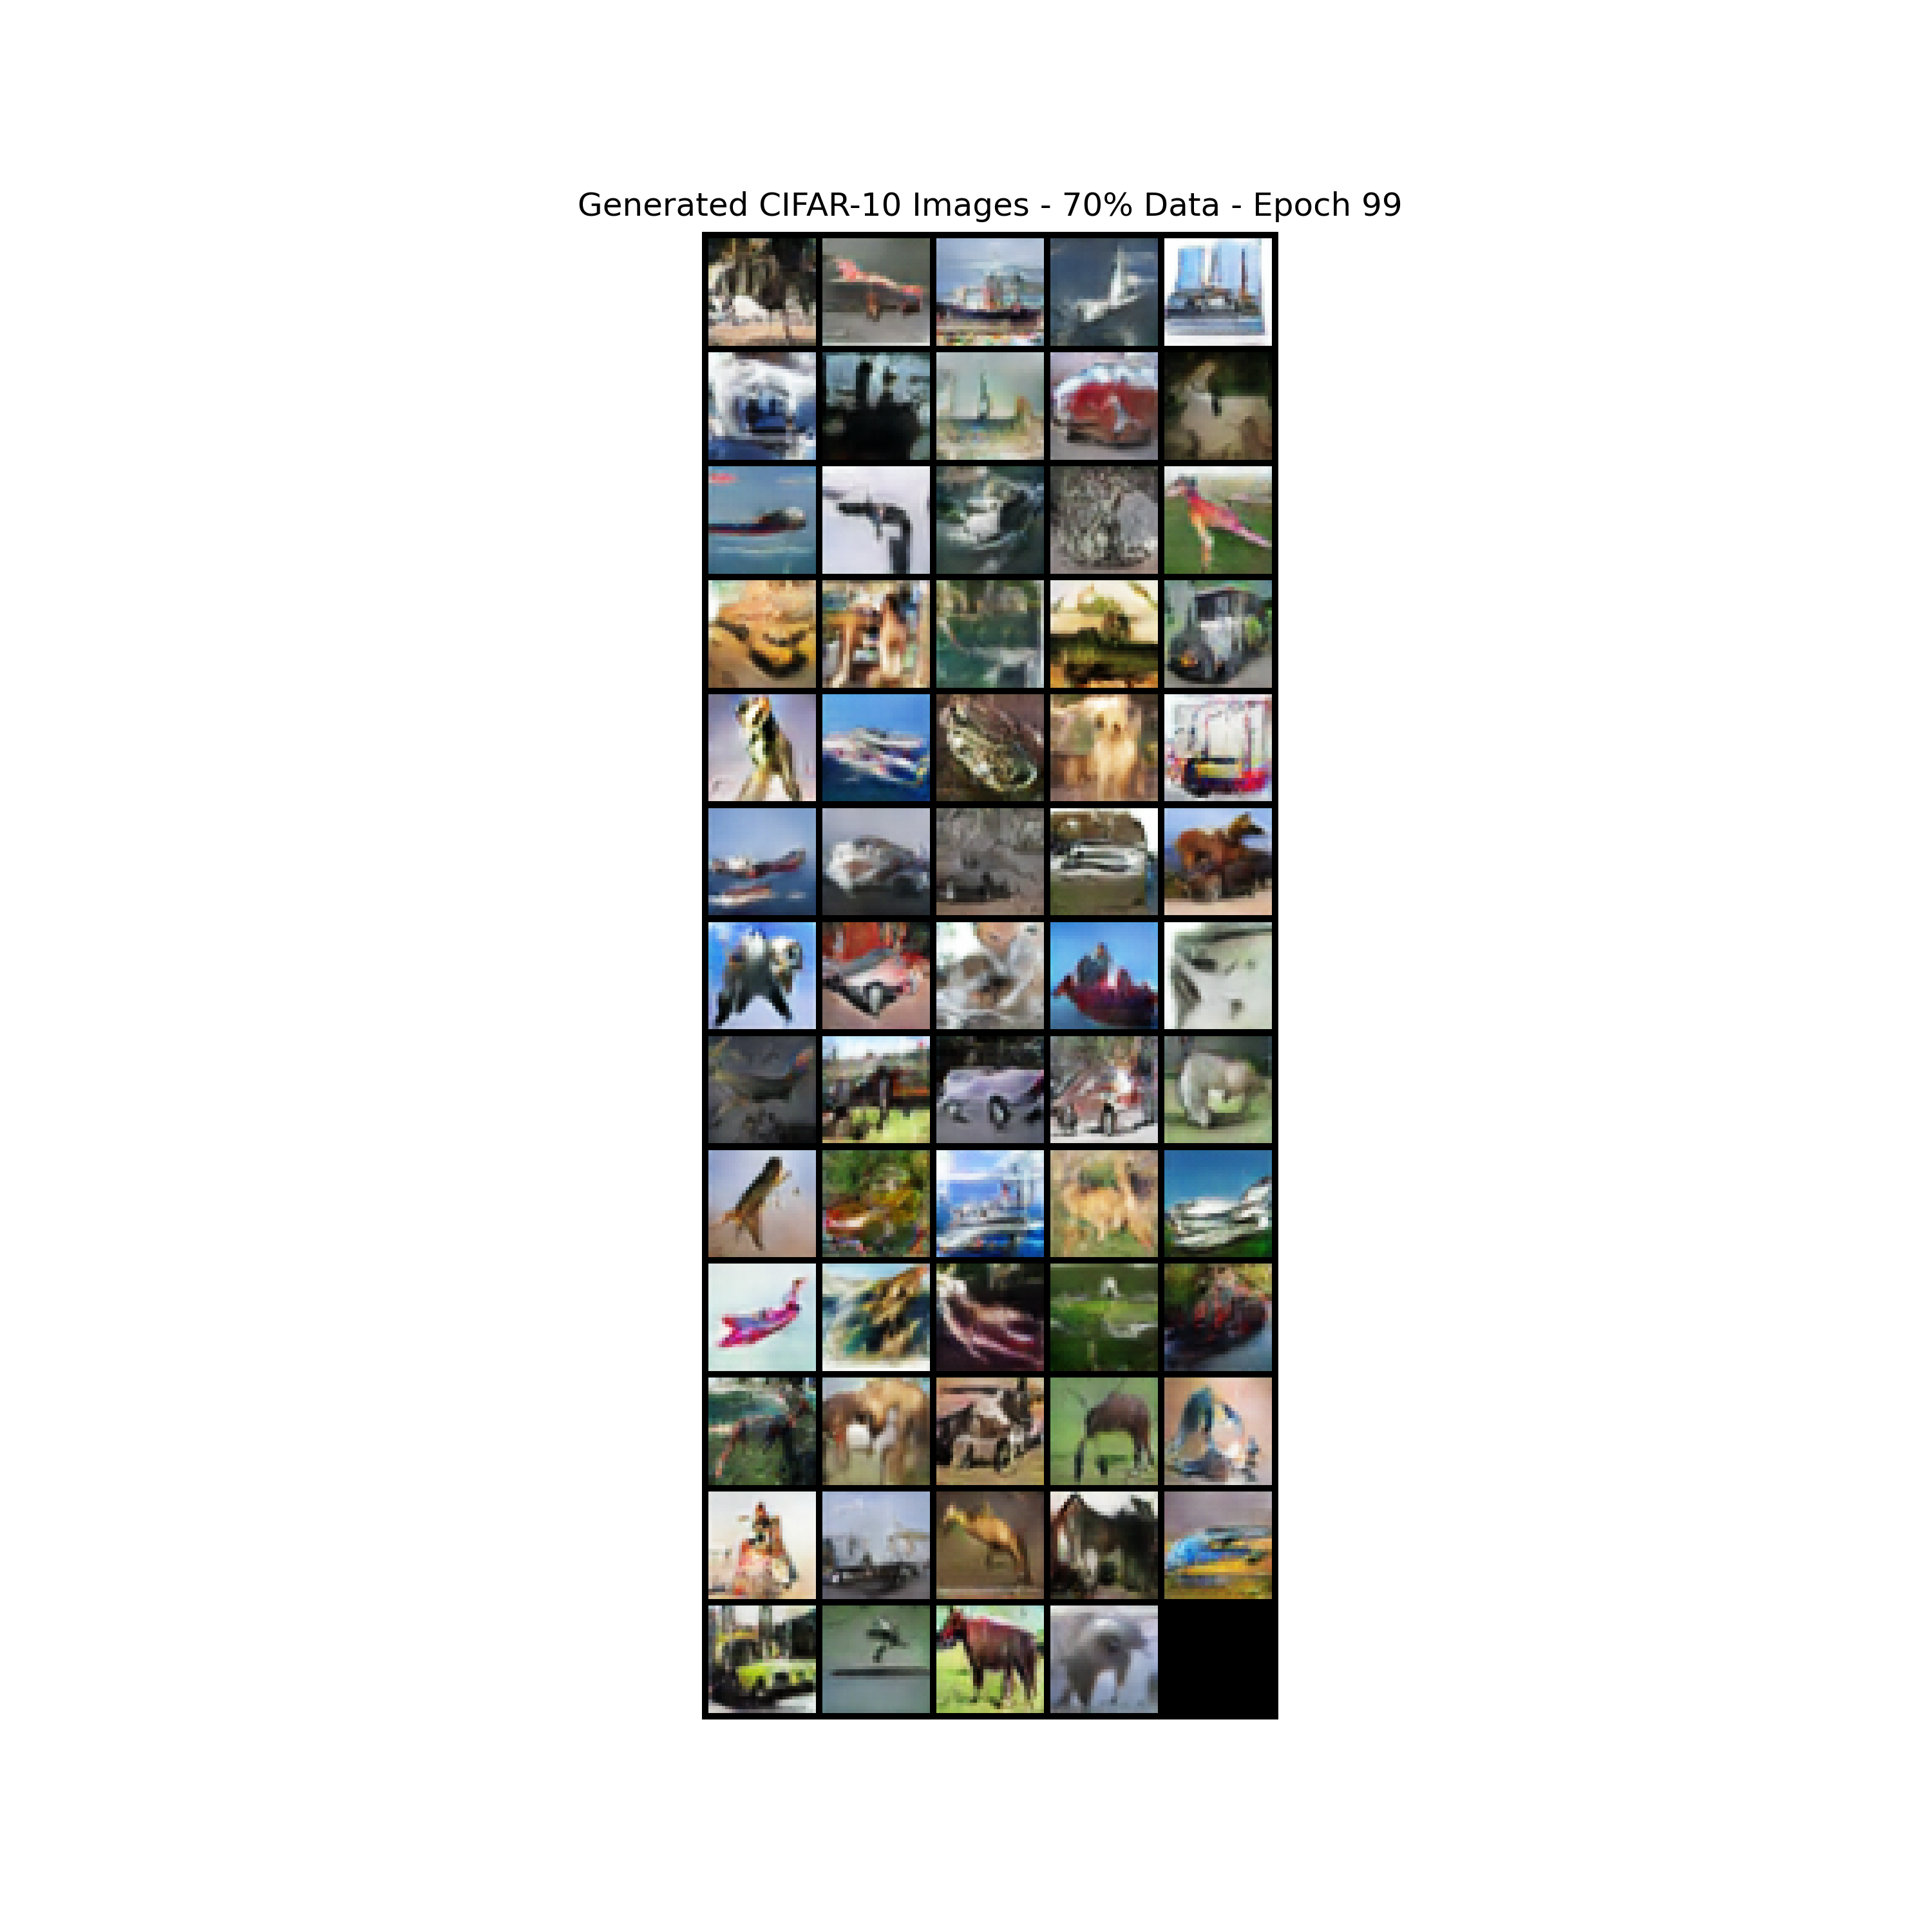 Generated CIFAR-10 Images - 70% Data - Epoch 99